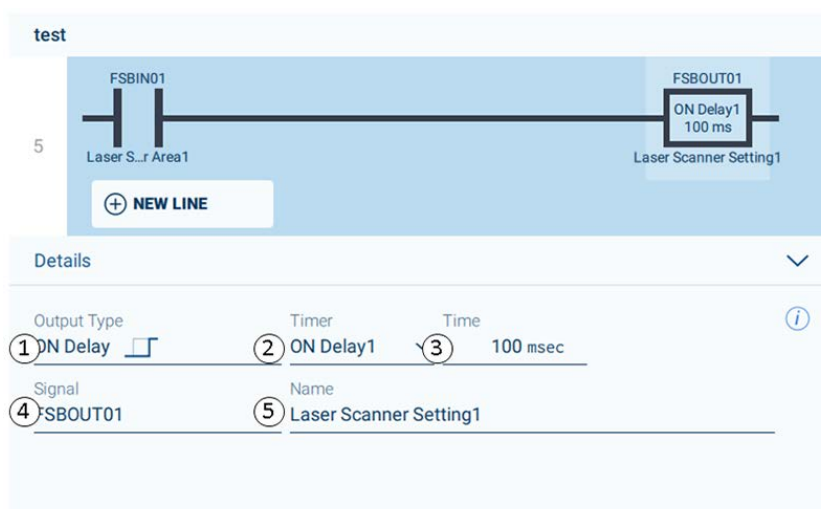 test
FSBIN01
FSBOUT01
ON Delay1
100 ms
5
Laser S...r Area1
Laser Scanner Setting1
NEW LINE
Details
Output Type
Timer
Time
1 ON Delay
2 ON Delay1
3 100 msec
Signal
Name
4 FSBOUT01
5 Laser Scanner Setting1